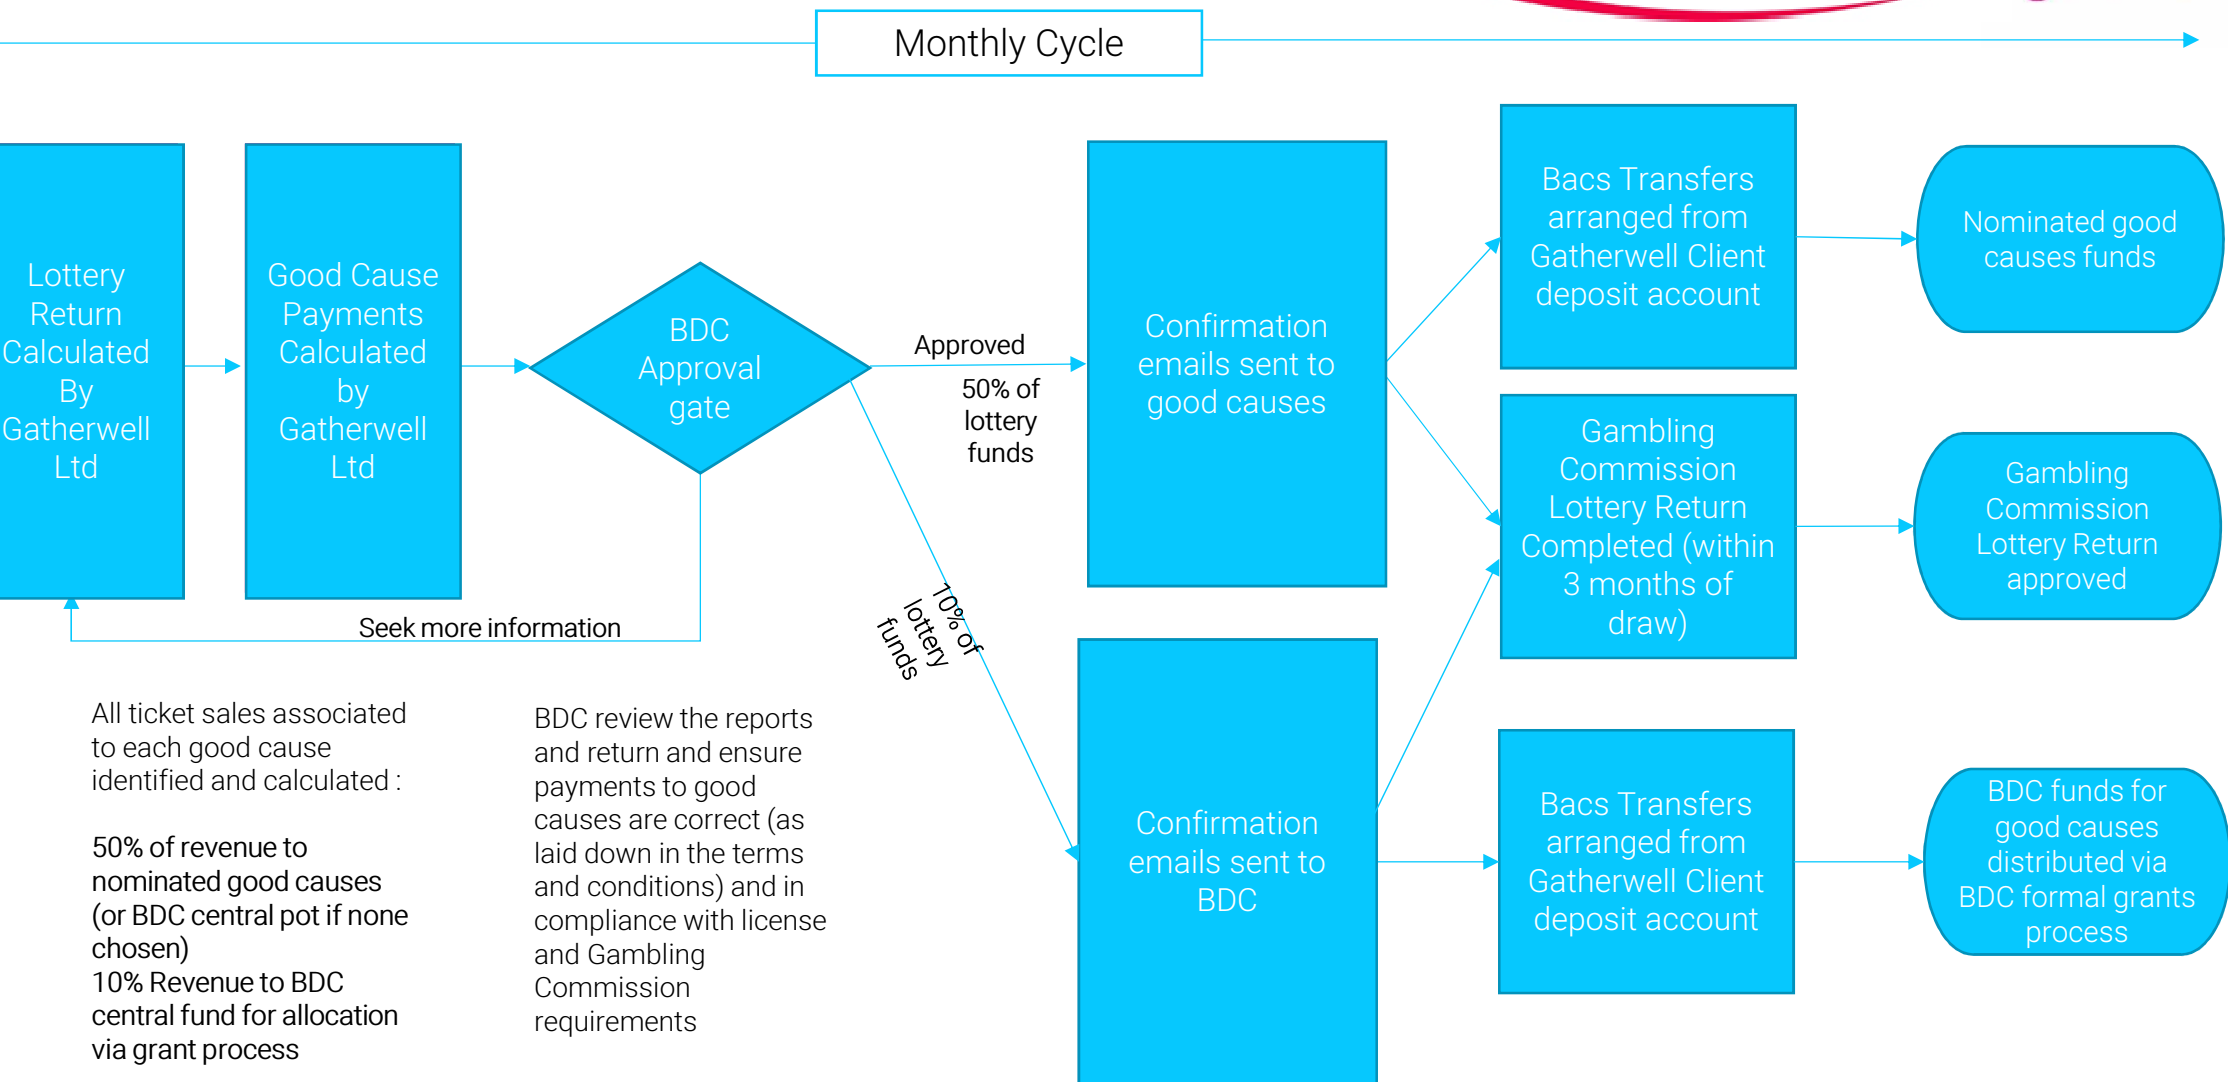 Monthly Cycle
Lottery
Return
Calculated
By
Gatherwell
Ltd
Good Cause
Payments
Calculated
by
Gatherwell
Ltd
BDC
Approval
gate
Approved
50% of
lottery
funds
10% of
lottery
funds
Seek more information
Confirmation
emails sent to
good causes
Confirmation
emails sent to
BDC
Bacs Transfers
arranged from
Gatherwell Client
deposit account
Gambling
Commission
Lottery Return
Completed (within
3 months of
draw)
Bacs Transfers
arranged from
Gatherwell Client
deposit account
Nominated good
causes funds
Gambling
Commission
Lottery Return
approved
BDC funds for
good causes
distributed via
BDC formal grants
process
All ticket sales associated
to each good cause
identified and calculated :
50% of revenue to
nominated good causes
(or BDC central pot if none
chosen)
10% Revenue to BDC
central fund for allocation
via grant process
BDC review the reports
and return and ensure
payments to good
causes are correct (as
laid down in the terms
and conditions) and in
compliance with license
and Gambling
Commission
requirements